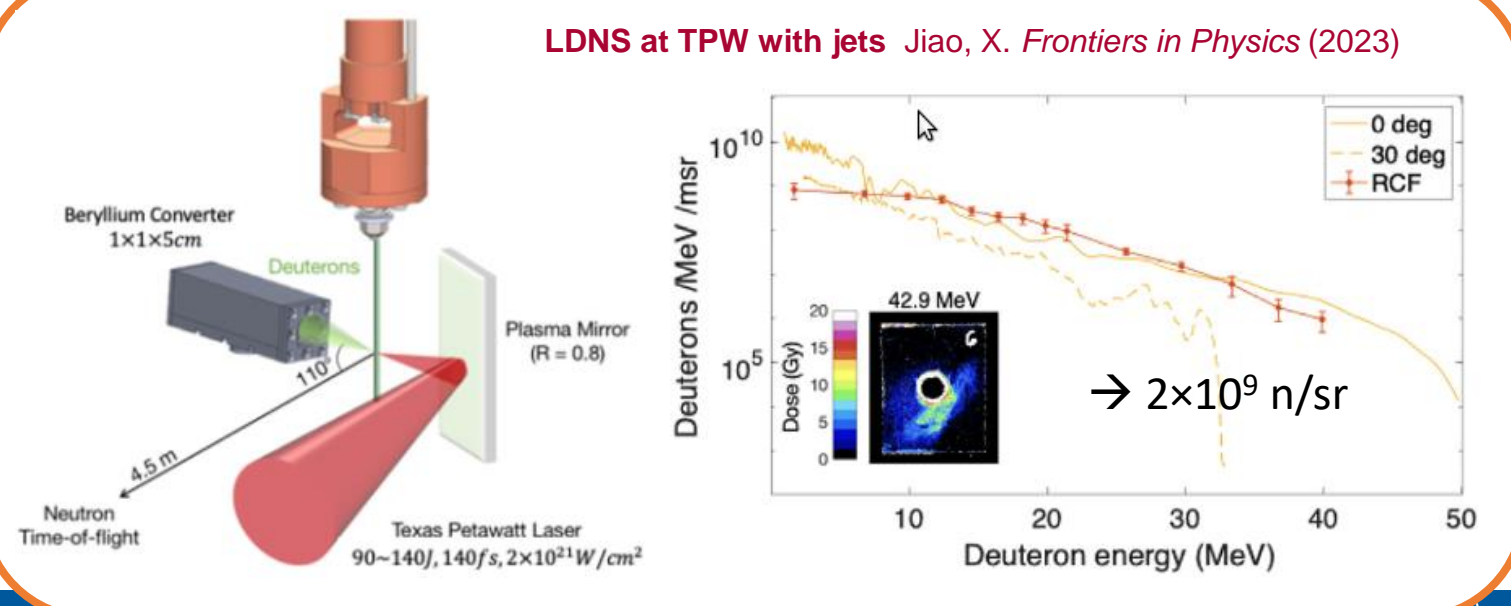 LDNS at TPW with jets Jiao, X. Frontiers in Physics (2023)
Beryllium Converter
1×1×5cm
Deuterons
Plasma Mirror
(R = 0.8)
110°
4.5 m
Neutron
Time-of-flight
Texas Petawatt Laser
90~140J, 140fs, 2×10²¹W/cm²
Deuterons /MeV /msr
10¹⁰
10⁵
0 deg
30 deg
RCF
42.9 MeV
Dose (Gy)
20
15
10
5
0
6
→ 2×10⁹ n/sr
10 20 30 40 50
Deuteron energy (MeV)